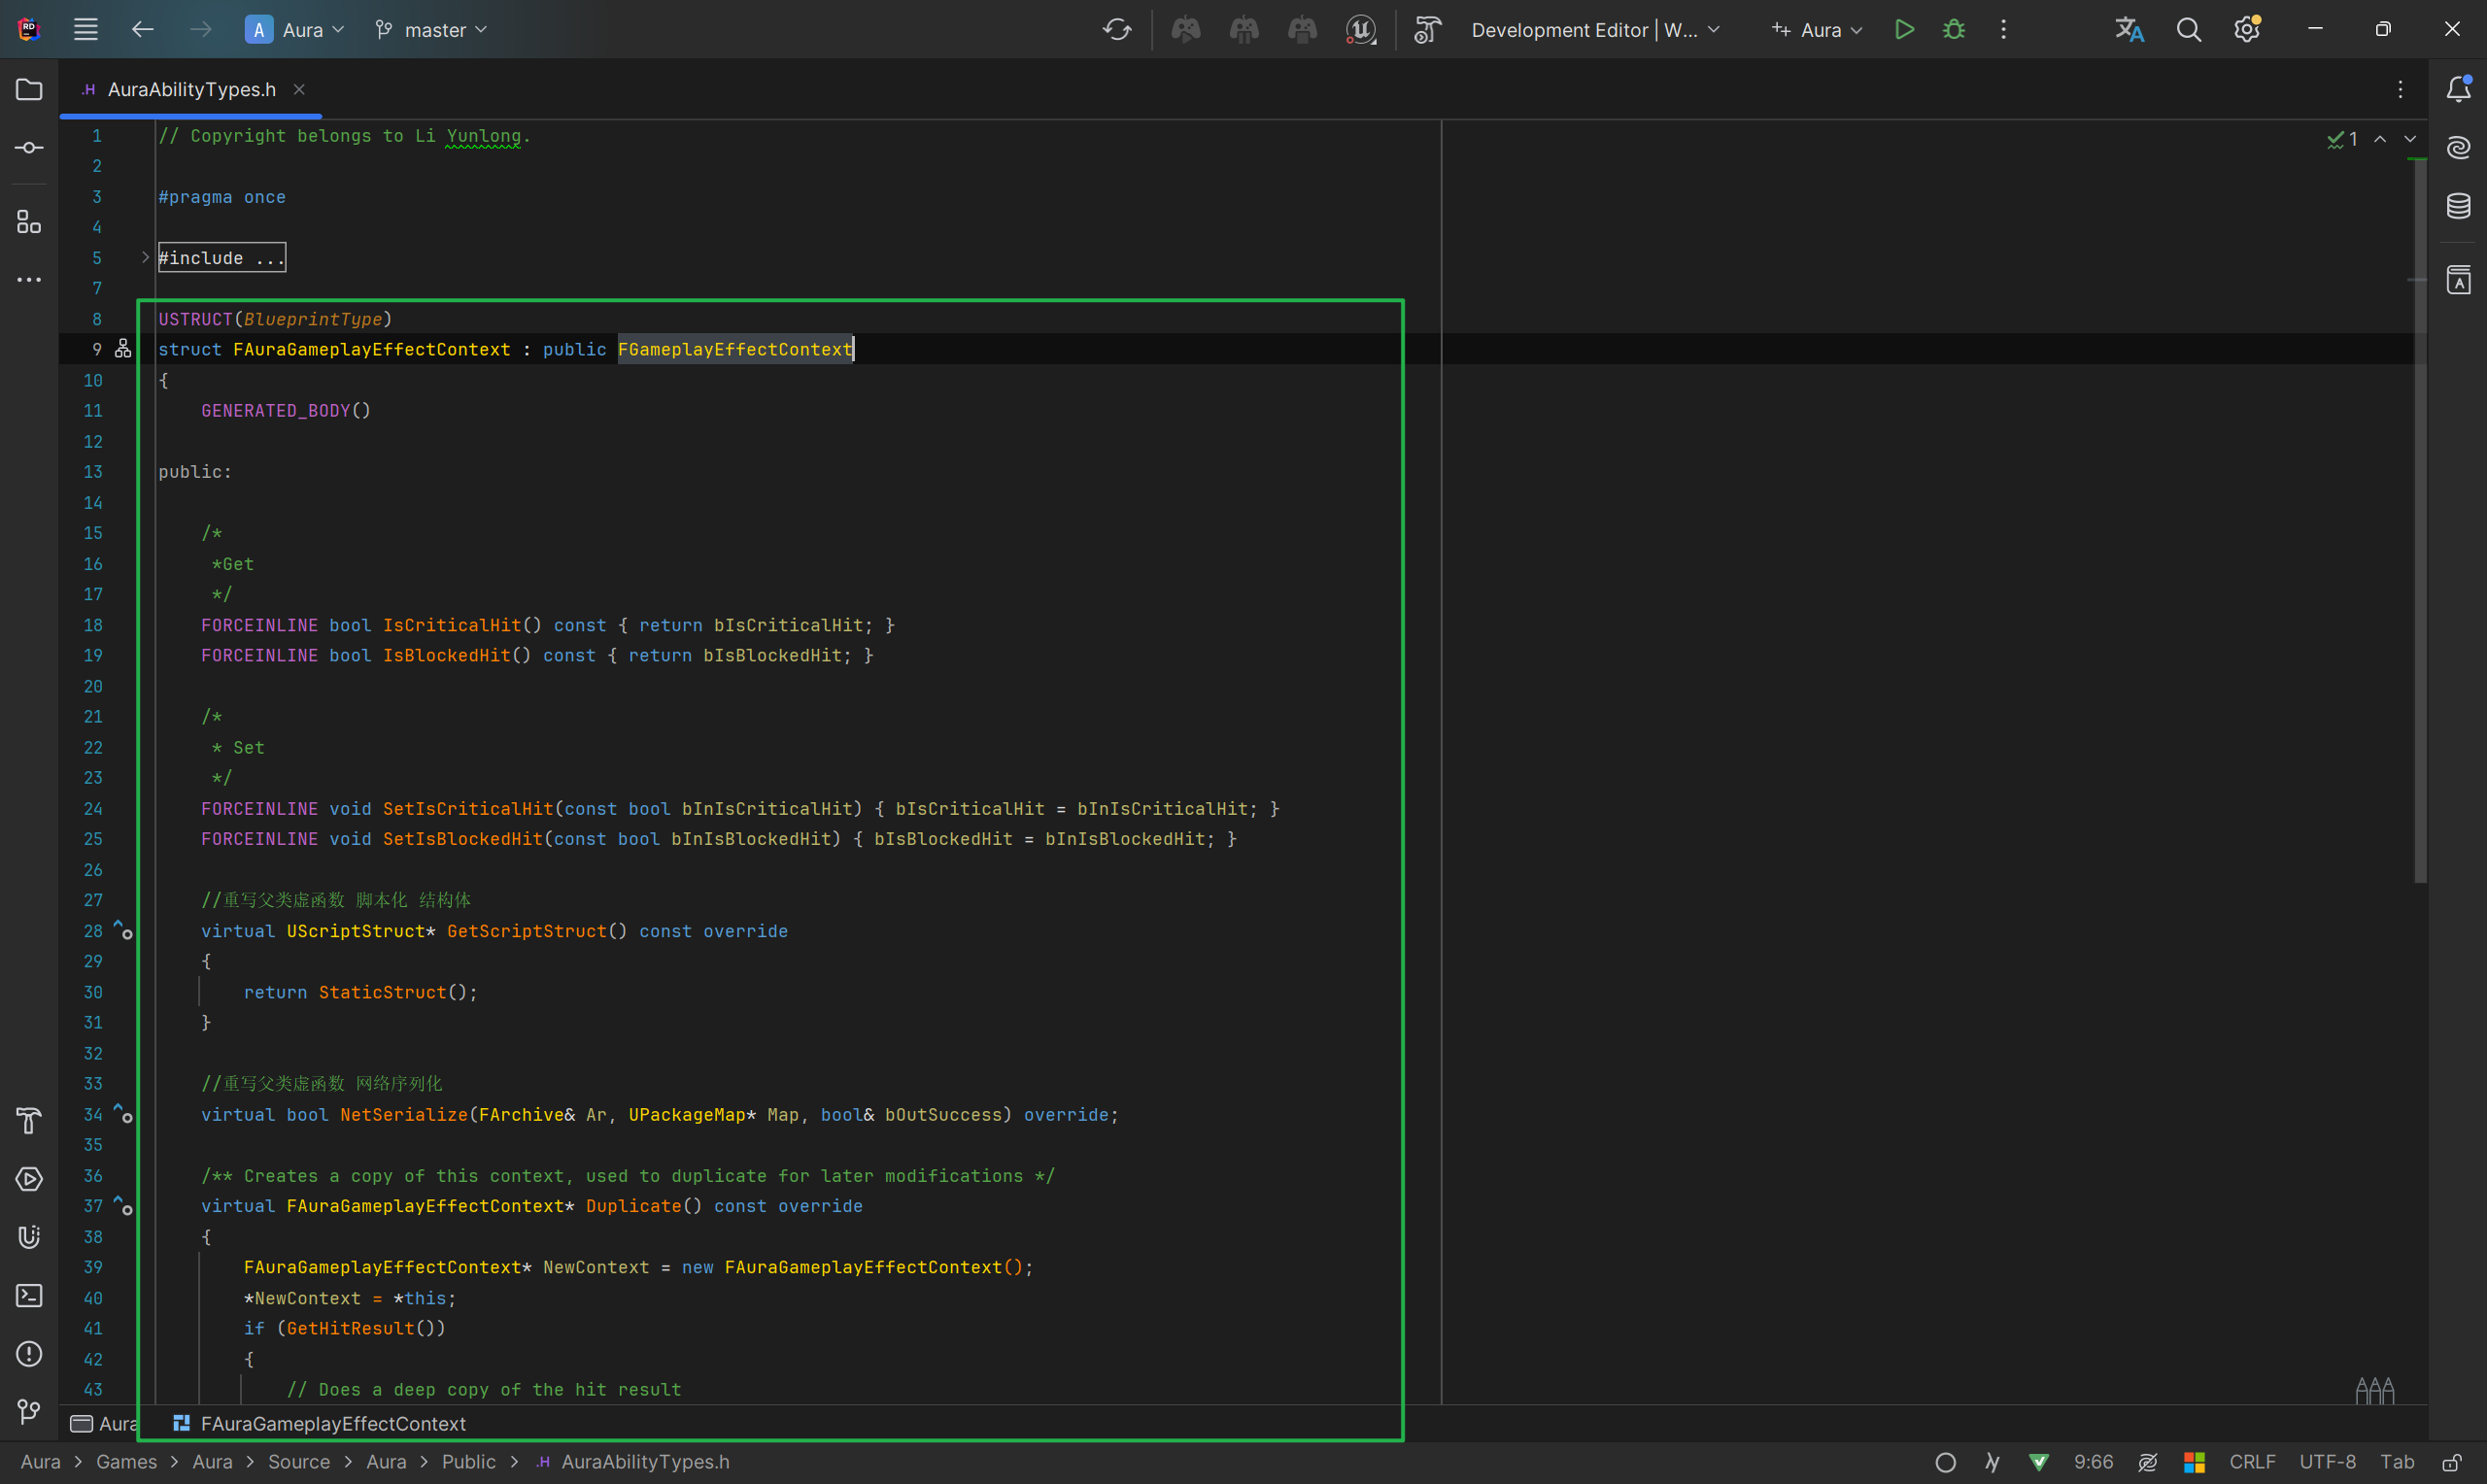 Aura
master
Development Editor | W...
Aura
.H AuraAbilityTypes.h
1 // Copyright belongs to Li Yunlong.
1
2
3 #pragma once
4
5 #include ...
7
8 USTRUCT(BlueprintType)
9 struct FAuraGameplayEffectContext : public FGameplayEffectContext
10 {
11     GENERATED_BODY()
12
13 public:
14
15     /*
16      *Get
17      */
18     FORCEINLINE bool IsCriticalHit() const { return bIsCriticalHit; }
19     FORCEINLINE bool IsBlockedHit() const { return bIsBlockedHit; }
20
21     /*
22      * Set
23      */
24     FORCEINLINE void SetIsCriticalHit(const bool bInIsCriticalHit) { bIsCriticalHit = bInIsCriticalHit; }
25     FORCEINLINE void SetIsBlockedHit(const bool bInIsBlockedHit) { bIsBlockedHit = bInIsBlockedHit; }
26
27     //重写父类虚函数 脚本化 结构体
28     virtual UScriptStruct* GetScriptStruct() const override
29     {
30         return StaticStruct();
31     }
32
33     //重写父类虚函数 网络序列化
34     virtual bool NetSerialize(FArchive& Ar, UPackageMap* Map, bool& bOutSuccess) override;
35
36     /** Creates a copy of this context, used to duplicate for later modifications */
37     virtual FAuraGameplayEffectContext* Duplicate() const override
38     {
39         FAuraGameplayEffectContext* NewContext = new FAuraGameplayEffectContext();
40         *NewContext = *this;
41         if (GetHitResult())
42         {
43             // Does a deep copy of the hit result
Aura FAuraGameplayEffectContext
Aura > Games > Aura > Source > Aura > Public > .H AuraAbilityTypes.h
9:66 CRLF UTF-8 Tab